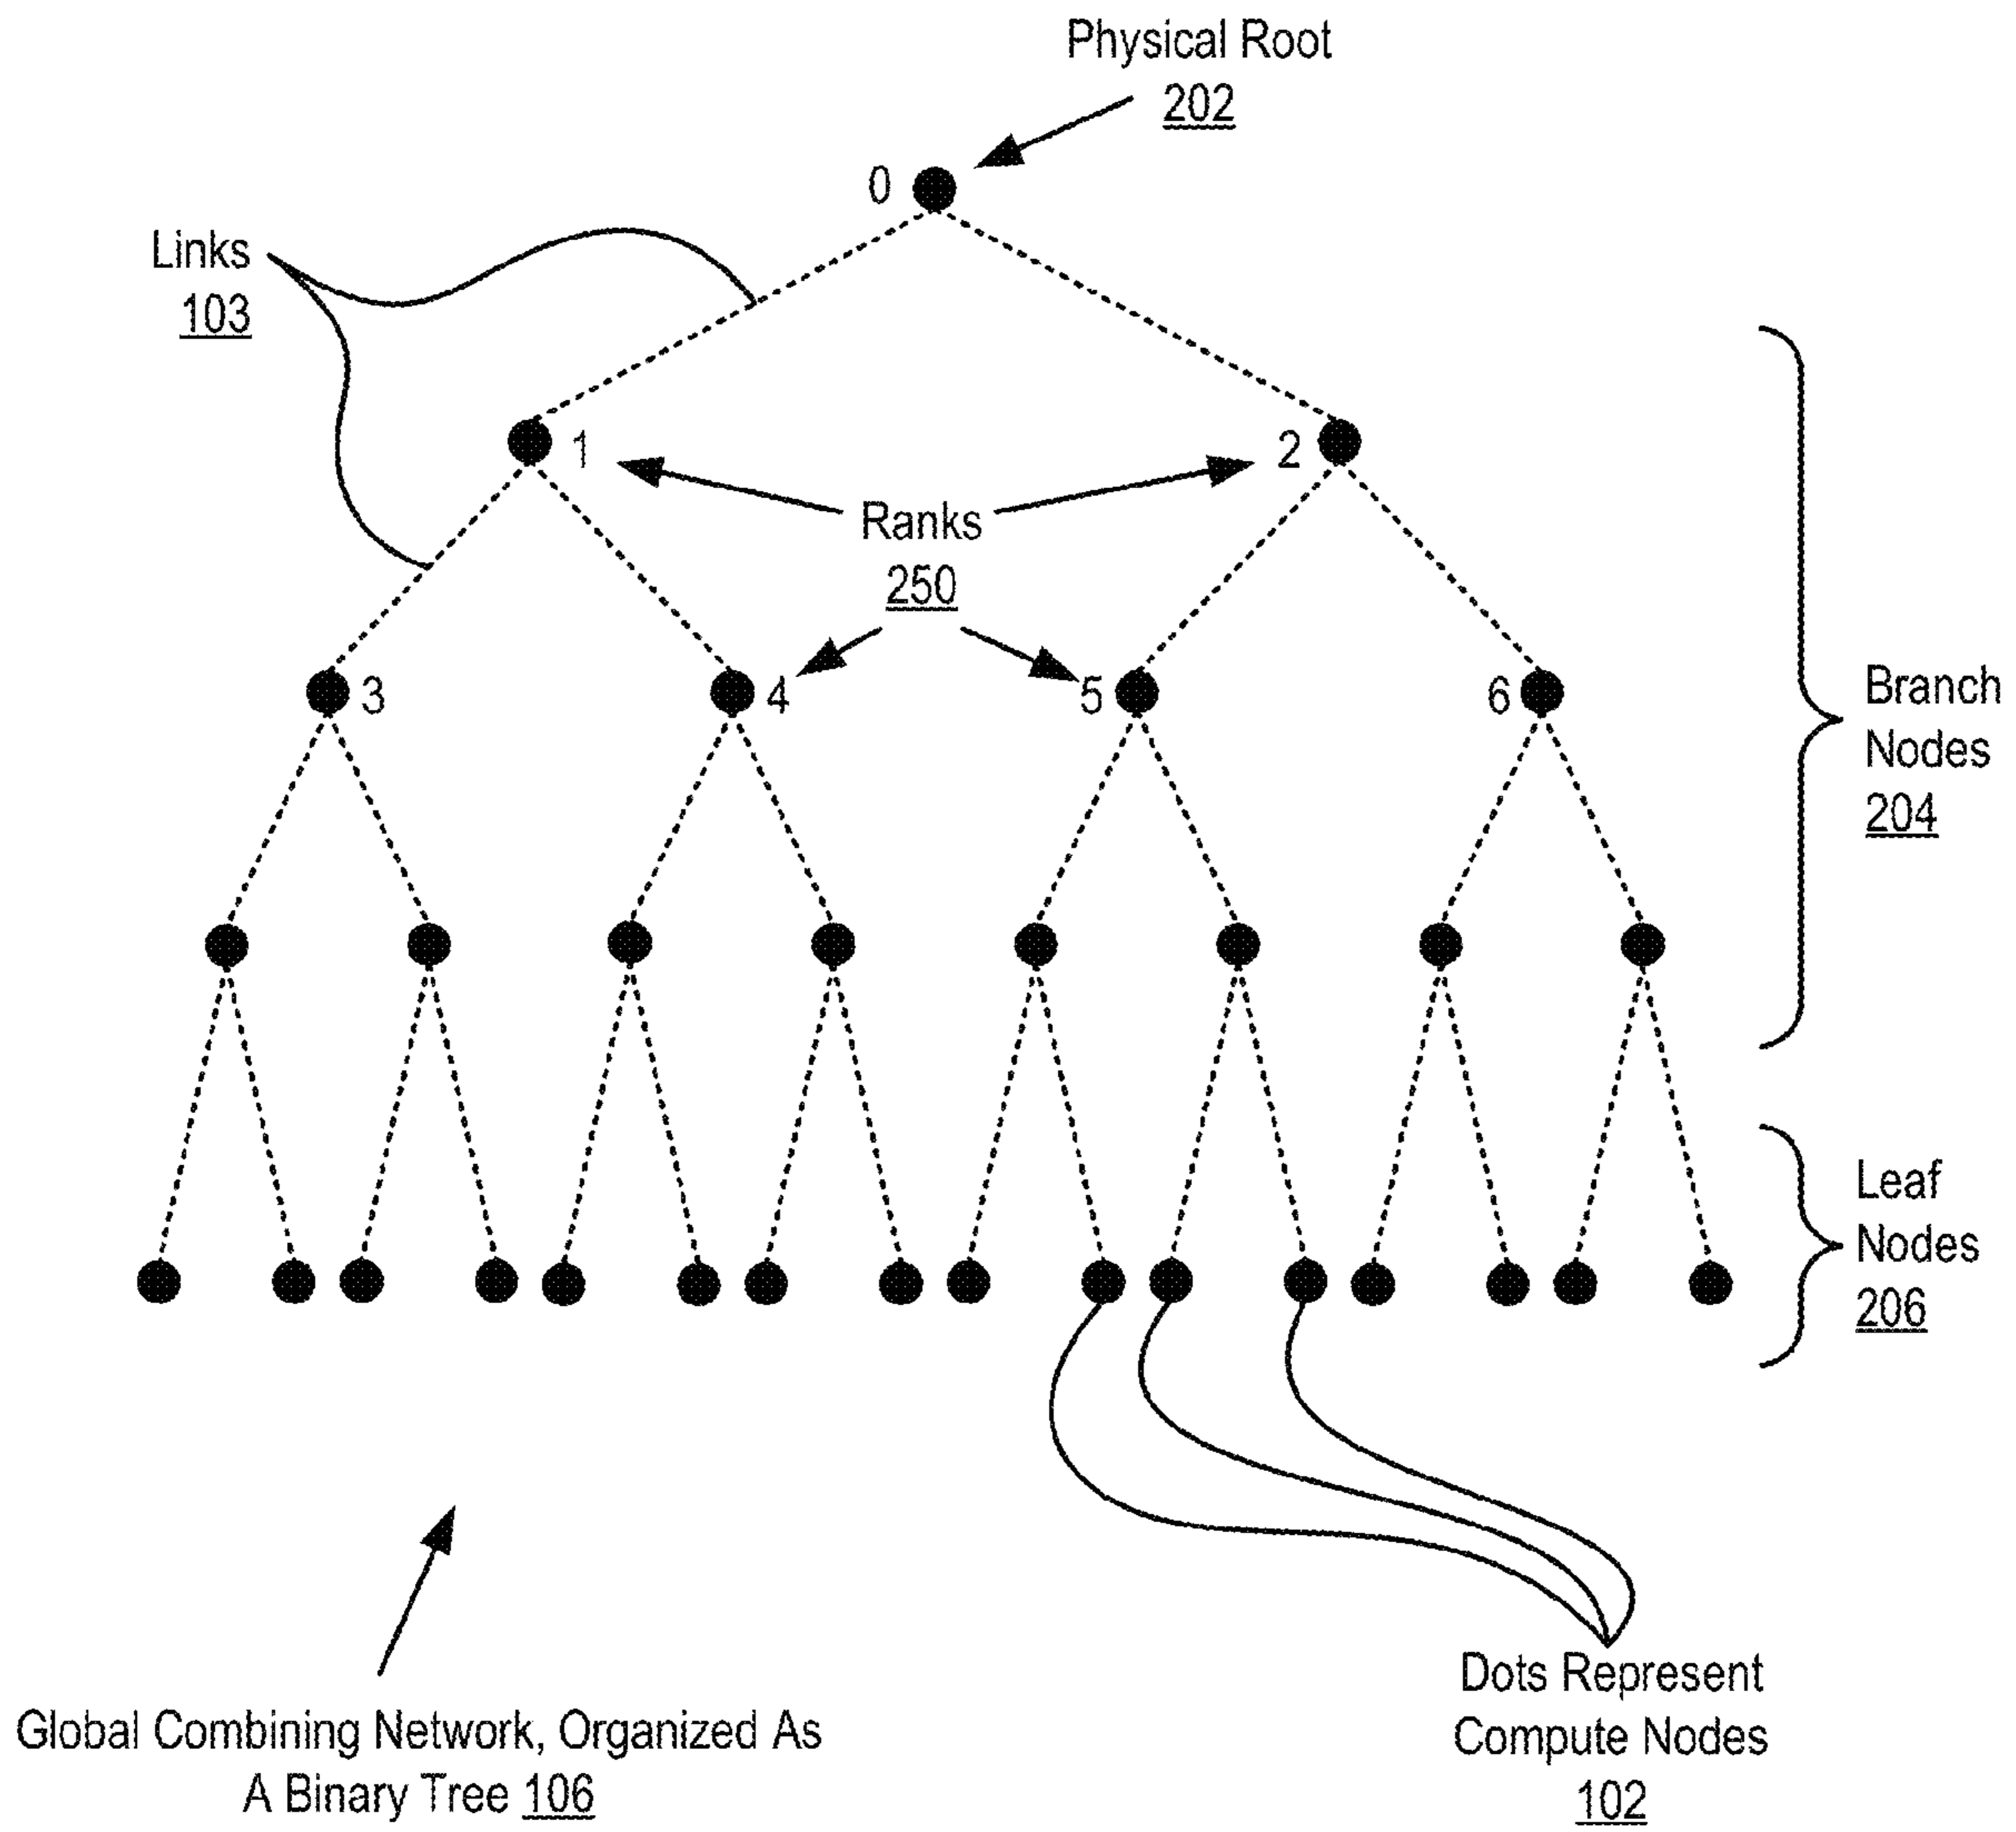 Physical Root
202
0
Links
103
1
2
Ranks
250
3
4
5
6
Branch
Nodes
204
Leaf
Nodes
206
Dots Represent
Compute Nodes
102
Global Combining Network, Organized As
A Binary Tree 106